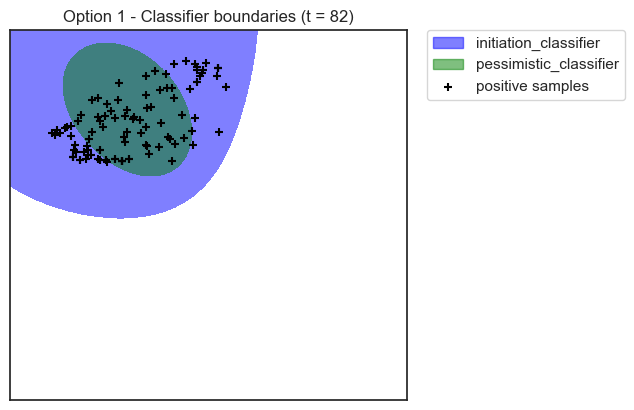 Option 1 - Classifier boundaries (t = 82)
initiation_classifier
pessimistic_classifier
positive samples